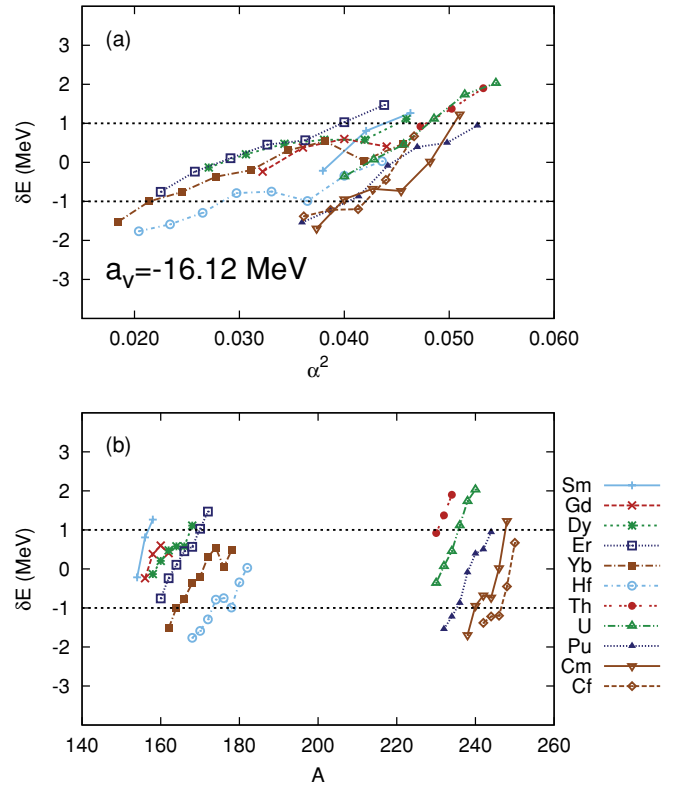 (a)
3
2
1
0
-1
-2
-3
δE (MeV)
a_v=-16.12 MeV
0.020 0.030 0.040 0.050 0.060
α²
(b)
3
2
1
0
-1
-2
-3
δE (MeV)
140 160 180 200 220 240 260
A
Sm
Gd
Dy
Er
Yb
Hf
Th
U
Pu
Cm
Cf